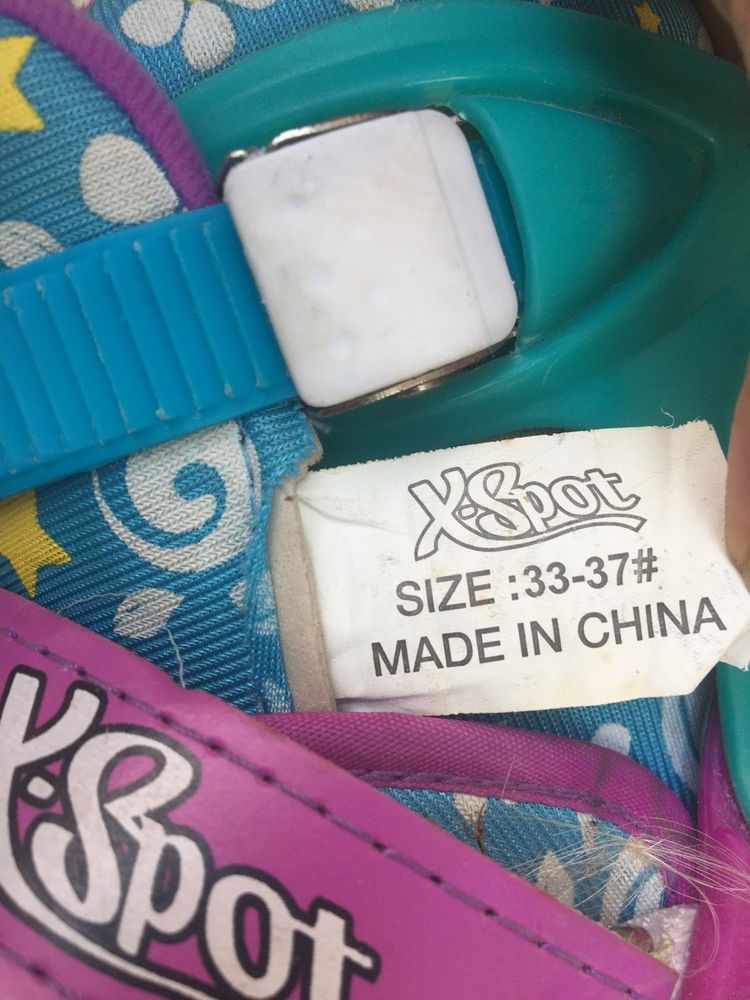 X-Spot
SIZE :33-37#
MADE IN CHINA
X-Spot